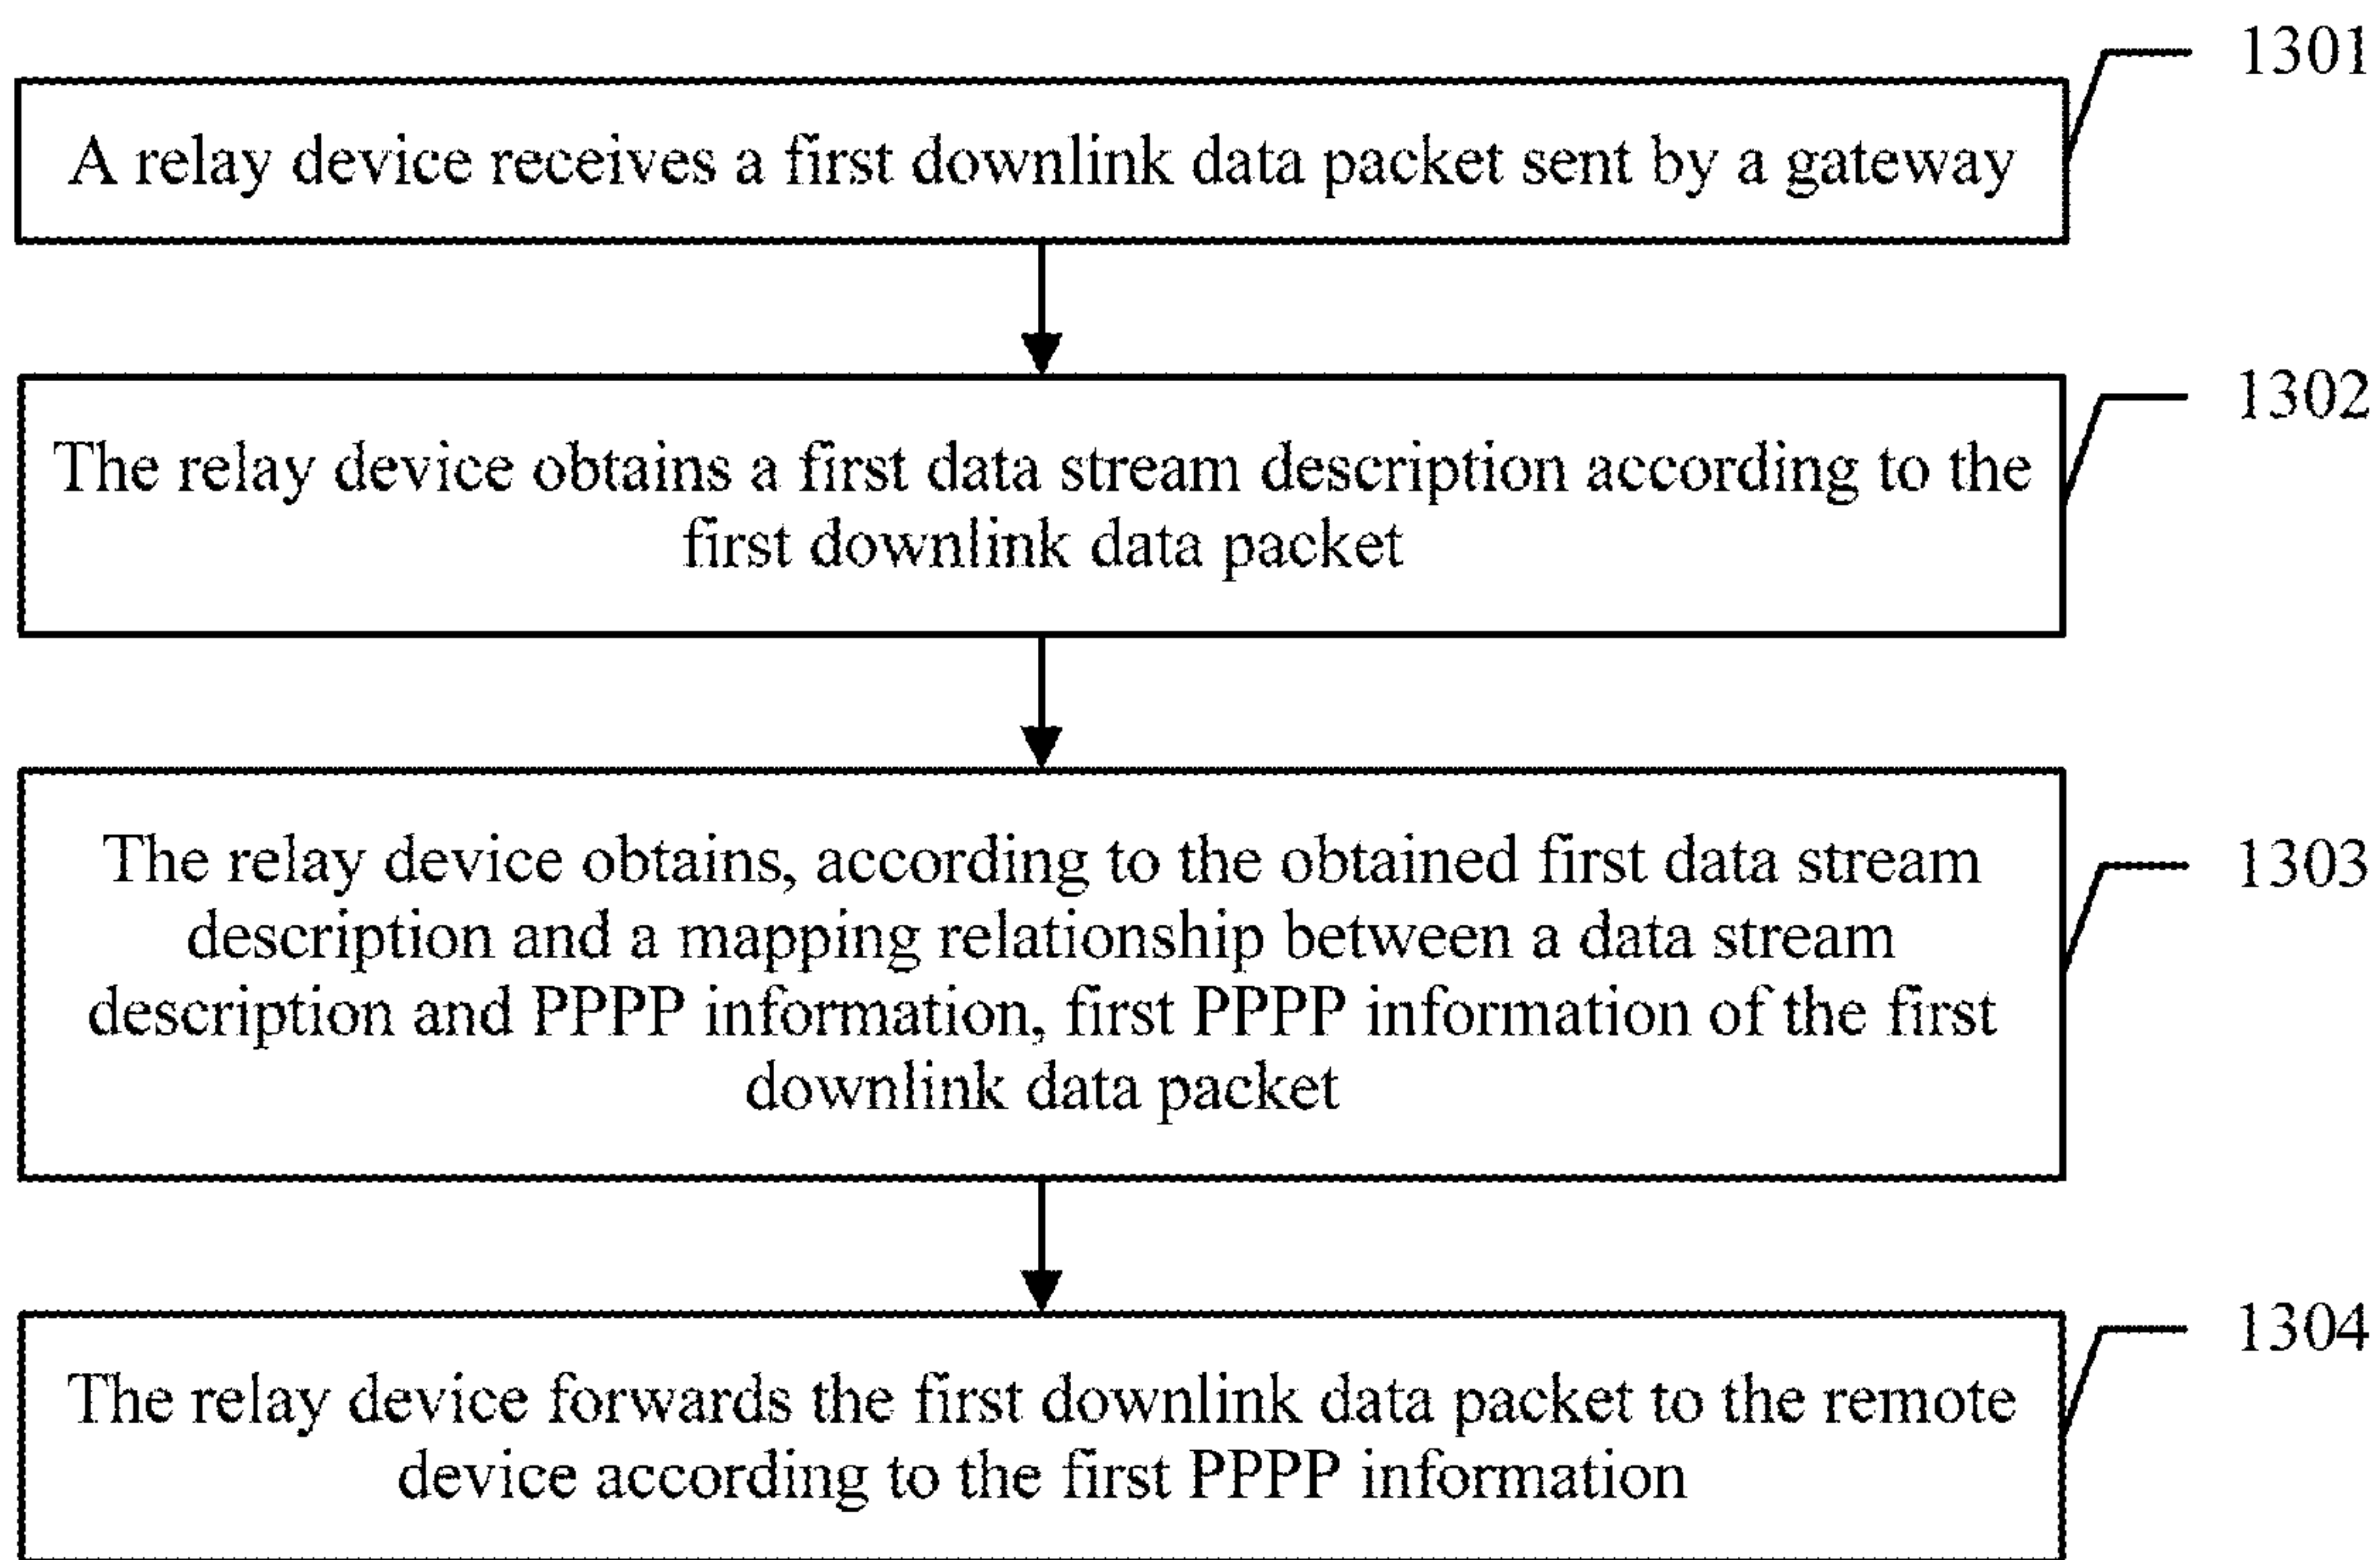 1301
A relay device receives a first downlink data packet sent by a gateway
1302
The relay device obtains a first data stream description according to the
first downlink data packet
1303
The relay device obtains, according to the obtained first data stream
description and a mapping relationship between a data stream
description and PPPP information, first PPPP information of the first
downlink data packet
1304
The relay device forwards the first downlink data packet to the remote
device according to the first PPPP information